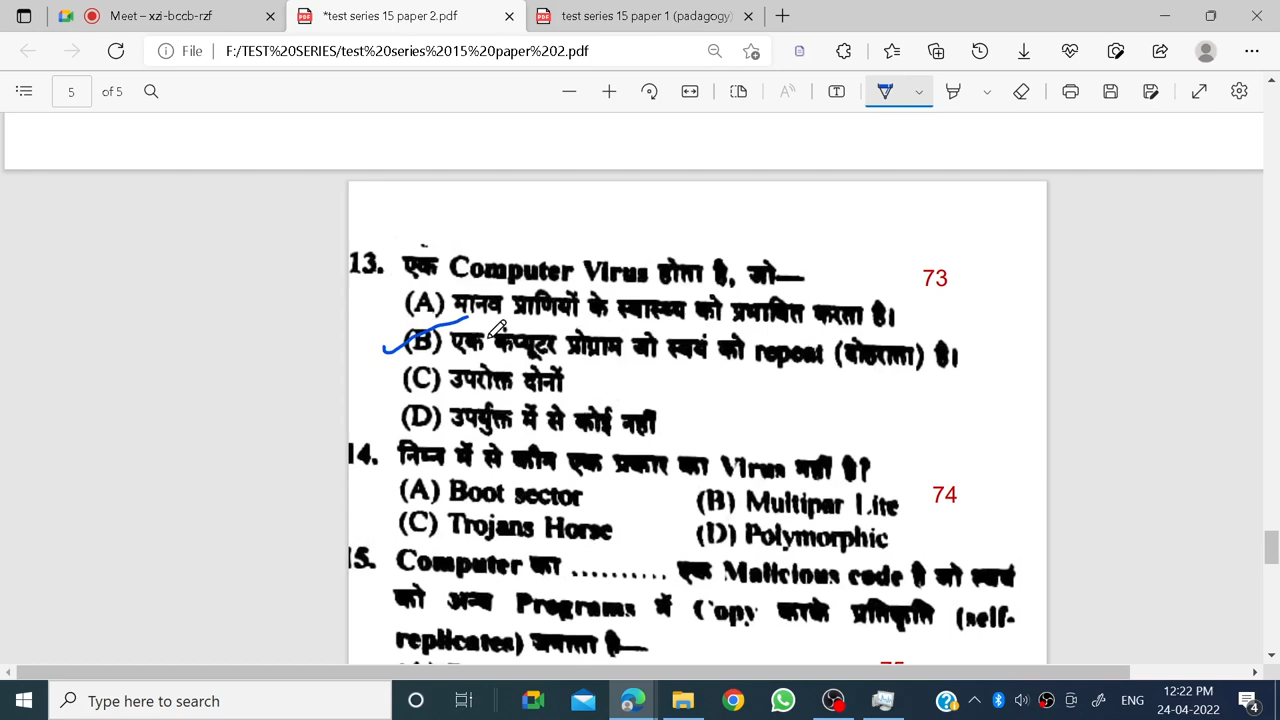 Meet – xzi-bccb-rzf
*test series 15 paper 2.pdf
test series 15 paper 1 (padagogy)
File
F:/TEST%20SERIES/test%20series%2015%20paper%202.pdf
5 of 5
13. एक Computer Virus होता है, जो—
73
(A) मानव प्राणियों के स्वास्थ्य को प्रभावित करता है।
(B) एक कंप्यूटर प्रोग्राम जो स्वयं को repeat (दोहराता) है।
(C) उपरोक्त दोनों
(D) उपर्युक्त में से कोई नहीं
14. निम्न में से कौन एक प्रकार का Virus नहीं है?
(A) Boot sector (B) Multipar Lite
74
(C) Trojans Horse (D) Polymorphic
15. Computer का .......... एक Malicious code है जो स्वयं
को अन्य Programs में Copy करके प्रतिकृति (self-
replicates) बनाता है—
Type here to search
ENG
12:22 PM
24-04-2022
4